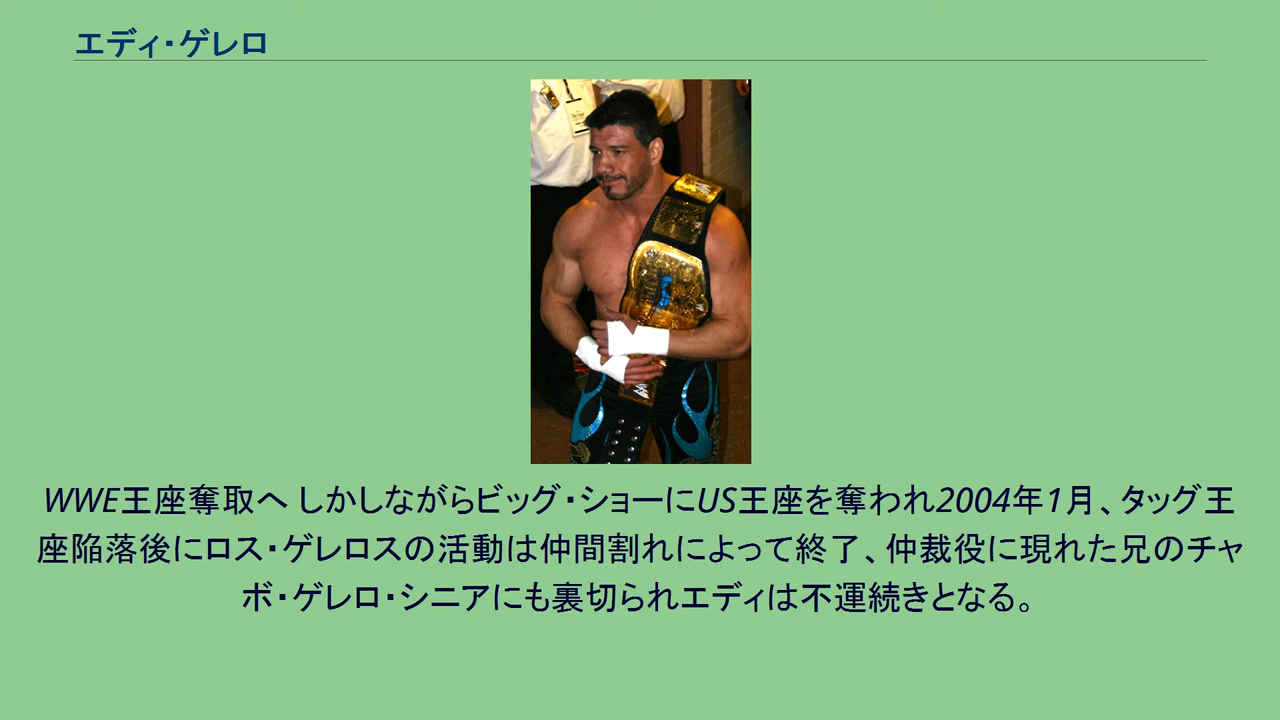 エディ・ゲレロ
WWE王座奪取へ しかしながらビッグ・ショーにUS王座を奪われ2004年1月、タッグ王
座陥落後にロス・ゲレロスの活動は仲間割れによって終了、仲裁役に現れた兄のチャ
ボ・ゲレロ・シニアにも裏切られエディは不運続きとなる。